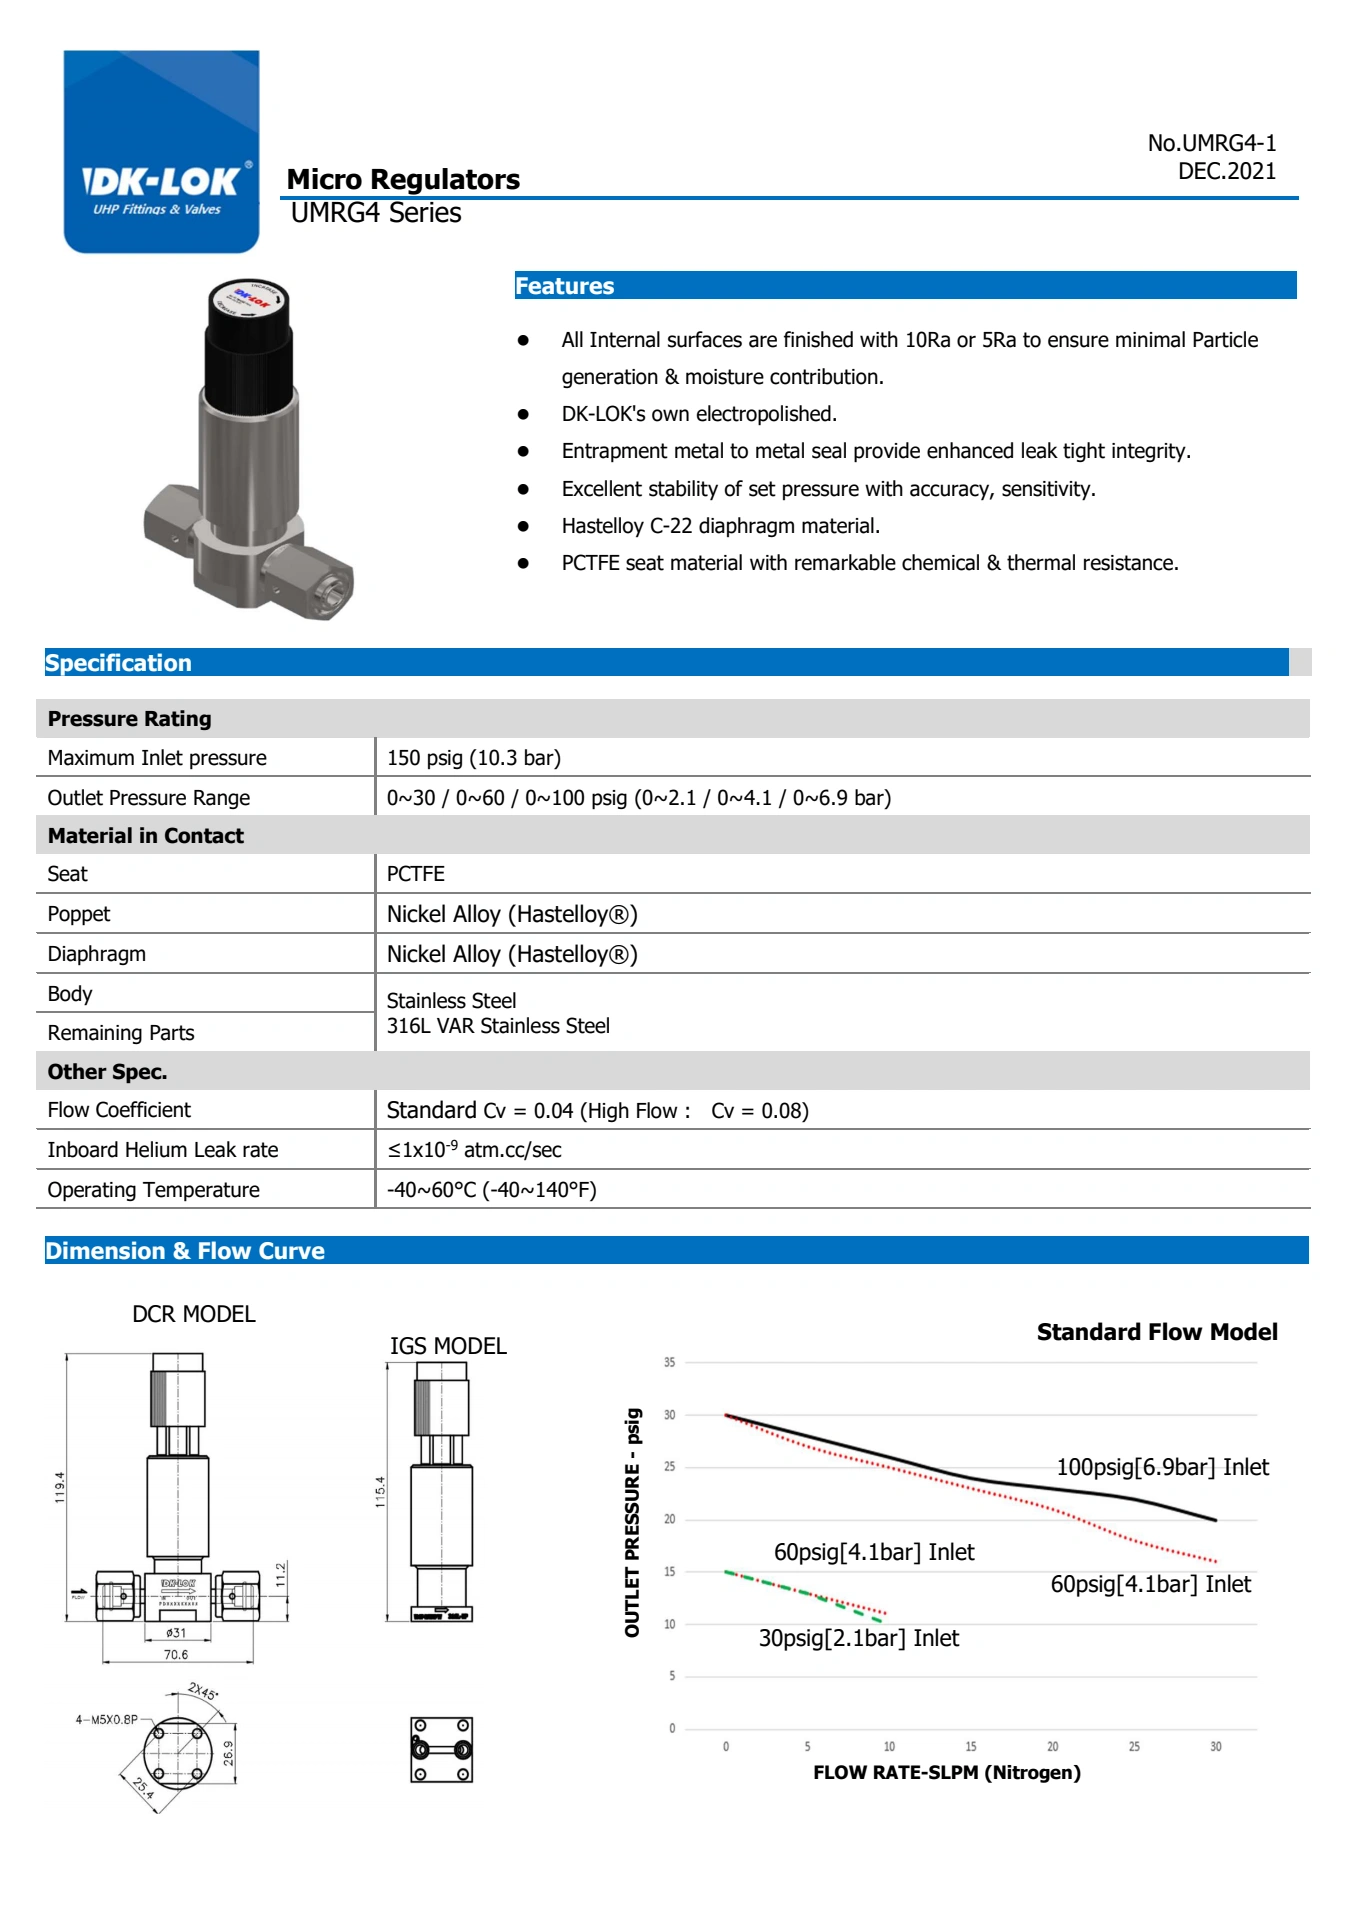 DK-LOK®
UHP Fittings & Valves
No.UMRG4-1
DEC.2021
Micro Regulators
UMRG4 Series
DK-LOK
Features
● All Internal surfaces are finished with 10Ra or 5Ra to ensure minimal Particle
generation & moisture contribution.
● DK-LOK's own electropolished.
● Entrapment metal to metal seal provide enhanced leak tight integrity.
● Excellent stability of set pressure with accuracy, sensitivity.
● Hastelloy C-22 diaphragm material.
● PCTFE seat material with remarkable chemical & thermal resistance.
Specification
Pressure Rating
Maximum Inlet pressure 150 psig (10.3 bar)
Outlet Pressure Range 0~30 / 0~60 / 0~100 psig (0~2.1 / 0~4.1 / 0~6.9 bar)
Material in Contact
Seat PCTFE
Poppet Nickel Alloy (Hastelloy®)
Diaphragm Nickel Alloy (Hastelloy®)
Body Stainless Steel
Remaining Parts 316L VAR Stainless Steel
Other Spec.
Flow Coefficient Standard Cv = 0.04 (High Flow : Cv = 0.08)
Inboard Helium Leak rate ≤1x10-9 atm.cc/sec
Operating Temperature -40~60°C (-40~140°F)
Dimension & Flow Curve
DCR MODEL
119.4
11.2
FLOW
DK-LOK
IN OUT
ø31
70.6
2X45°
4-M5X0.8P
26.9
25.4
IGS MODEL
115.4
Standard Flow Model
OUTLET PRESSURE - psig
35
30
25
20
15
10
5
0
100psig[6.9bar] Inlet
60psig[4.1bar] Inlet
60psig[4.1bar] Inlet
30psig[2.1bar] Inlet
0 5 10 15 20 25 30
FLOW RATE-SLPM (Nitrogen)